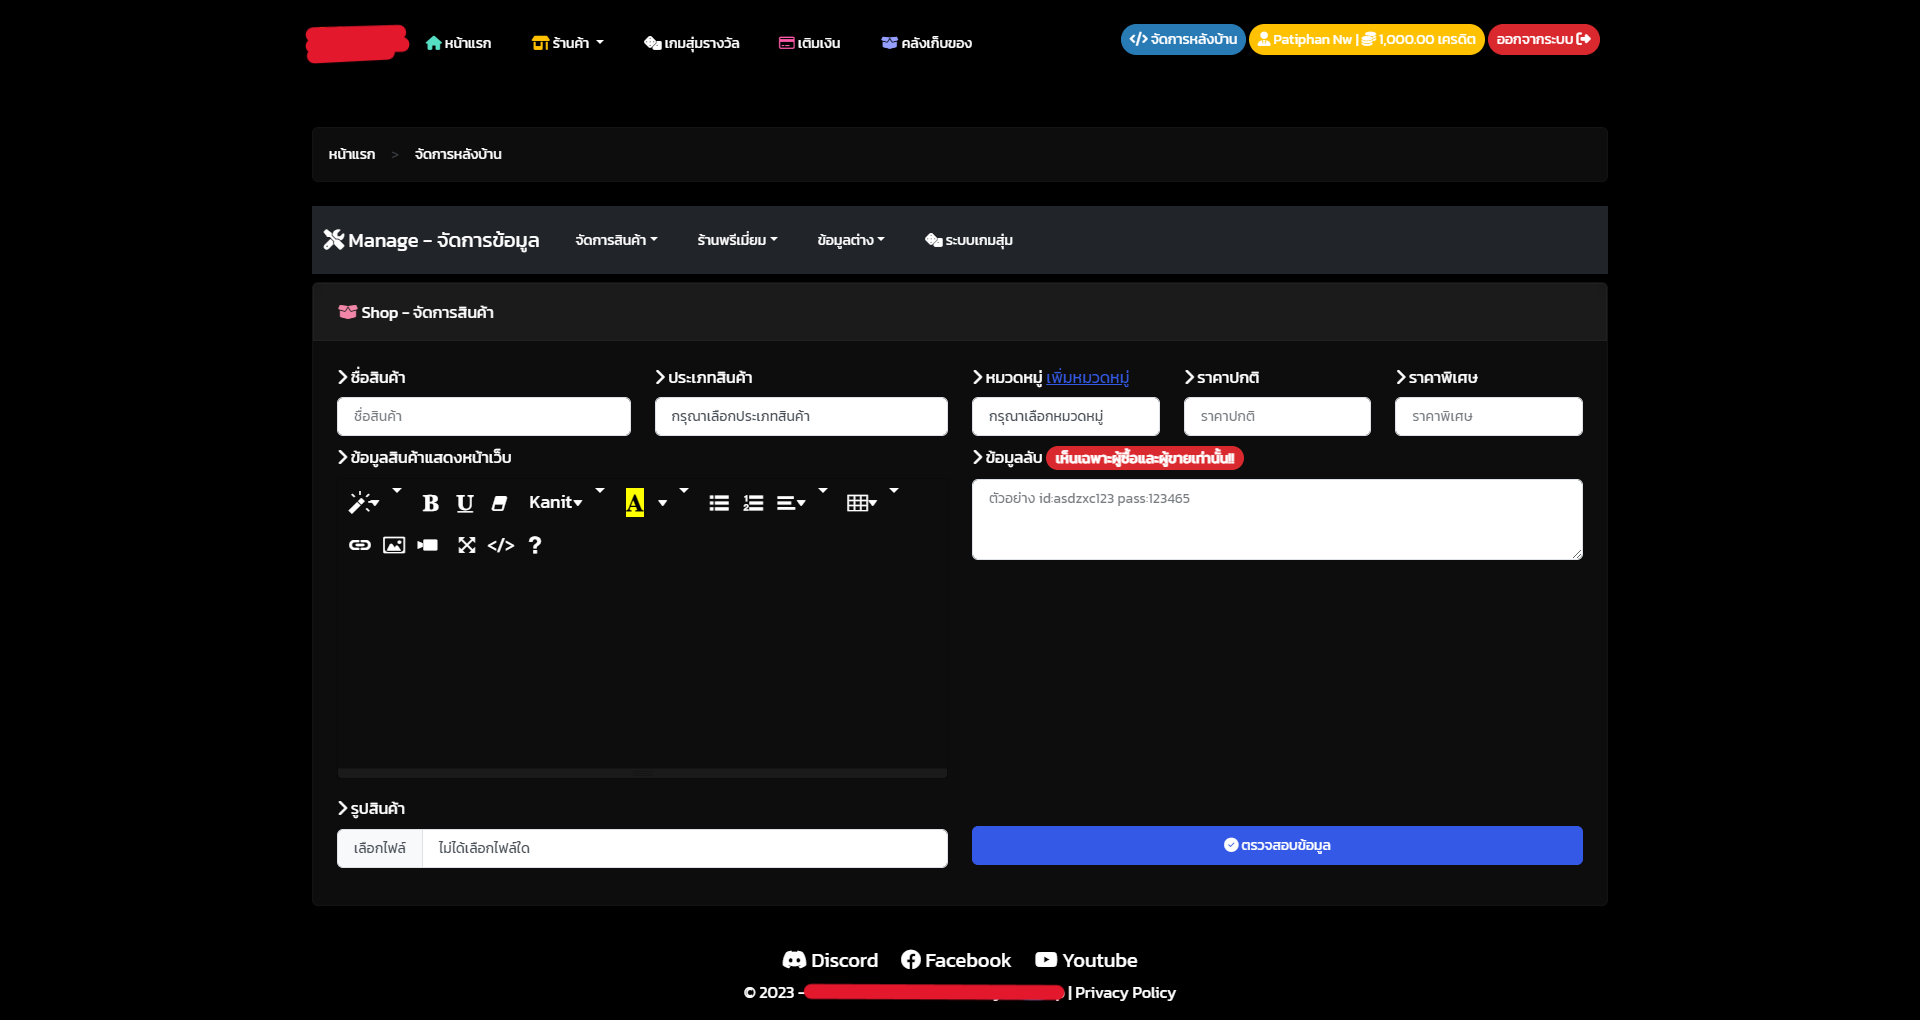 หน้าแรก ร้านค้า เกมสุ่มรางวัล เติมเงิน คลังเก็บของ </> จัดการหลังบ้าน Patiphan Nw | 1,000.00 เครดิต ออกจากระบบ
หน้าแรก > จัดการหลังบ้าน
Manage - จัดการข้อมูล จัดการสินค้า ร้านพรีเมี่ยม ข้อมูลต่าง ระบบเกมสุ่ม
Shop - จัดการสินค้า
ชื่อสินค้า ประเภทสินค้า หมวดหมู่ เพิ่มหมวดหมู่ ราคาปกติ ราคาพิเศษ
ชื่อสินค้า กรุณาเลือกประเภทสินค้า กรุณาเลือกหมวดหมู่ ราคาปกติ ราคาพิเศษ
ข้อมูลสินค้าแสดงหน้าเว็บ ข้อมูลลับ เห็นเฉพาะผู้ซื้อและผู้ขายเท่านั้น!!
B U Kanit A
ตัวอย่าง id:asdzxc123 pass:123465
</> ?
รูปสินค้า
เลือกไฟล์ ไม่ได้เลือกไฟล์ใด ตรวจสอบข้อมูล
Discord Facebook Youtube
© 2023 - | Privacy Policy